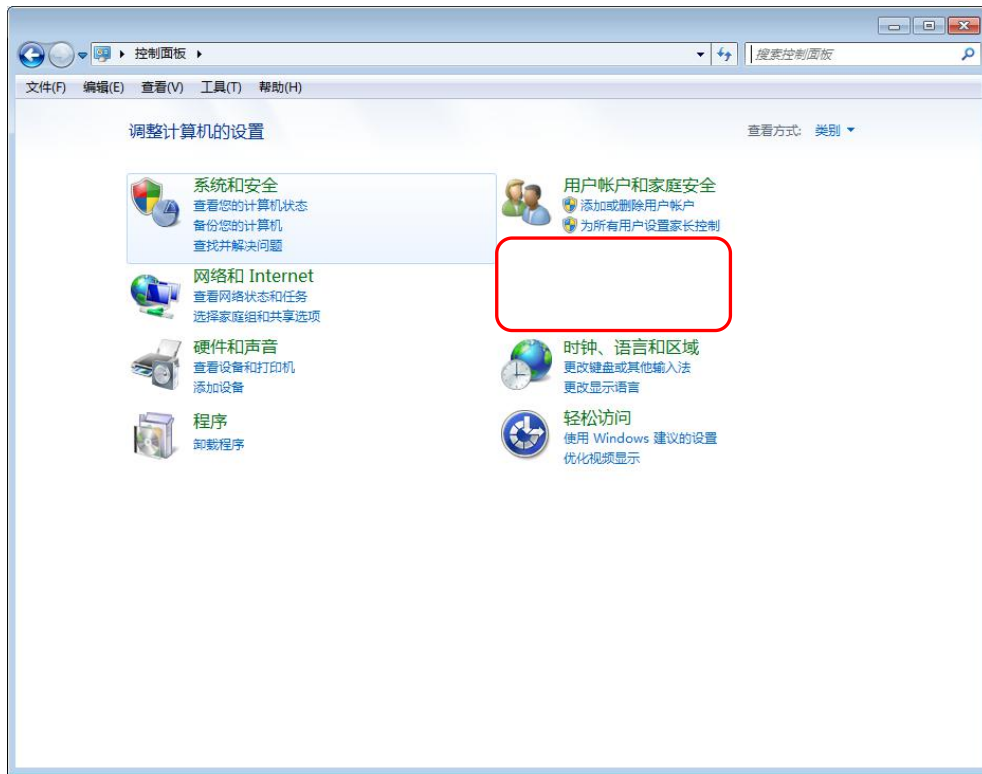 控制面板
搜索控制面板
文件(F) 编辑(E) 查看(V) 工具(T) 帮助(H)
调整计算机的设置
查看方式: 类别
系统和安全
查看您的计算机状态
备份您的计算机
查找并解决问题
网络和 Internet
查看网络状态和任务
选择家庭组和共享选项
硬件和声音
查看设备和打印机
添加设备
程序
卸载程序
用户帐户和家庭安全
添加或删除用户帐户
为所有用户设置家长控制
时钟、语言和区域
更改键盘或其他输入法
更改显示语言
轻松访问
使用 Windows 建议的设置
优化视频显示